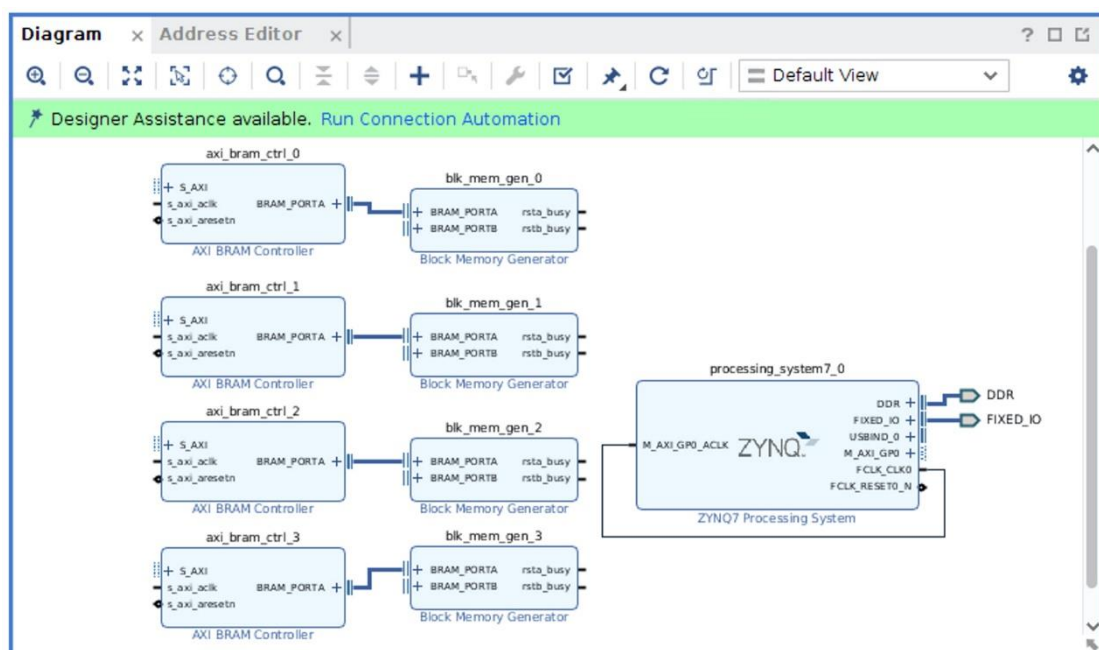 Diagram × Address Editor ×
Default View
Designer Assistance available. Run Connection Automation
axi_bram_ctrl_0
S_AXI
s_axi_aclk
s_axi_aresetn
BRAM_PORTA
AXI BRAM Controller
blk_mem_gen_0
BRAM_PORTA rsta_busy
BRAM_PORTB rstb_busy
Block Memory Generator
axi_bram_ctrl_1
S_AXI
s_axi_aclk BRAM_PORTA
s_axi_aresetn
AXI BRAM Controller
blk_mem_gen_1
BRAM_PORTA rsta_busy
BRAM_PORTB rstb_busy
Block Memory Generator
axi_bram_ctrl_2
S_AXI
s_axi_aclk BRAM_PORTA
s_axi_aresetn
AXI BRAM Controller
blk_mem_gen_2
BRAM_PORTA rsta_busy
BRAM_PORTB rstb_busy
Block Memory Generator
axi_bram_ctrl_3
S_AXI
s_axi_aclk BRAM_PORTA
s_axi_aresetn
AXI BRAM Controller
blk_mem_gen_3
BRAM_PORTA rsta_busy
BRAM_PORTB rstb_busy
Block Memory Generator
processing_system7_0
DDR
FIXED_IO
USBIND_0
M_AXI_GP0_ACLK ZYNQ M_AXI_GP0
FCLK_CLK0
FCLK_RESET0_N
ZYNQ7 Processing System
DDR
FIXED_IO